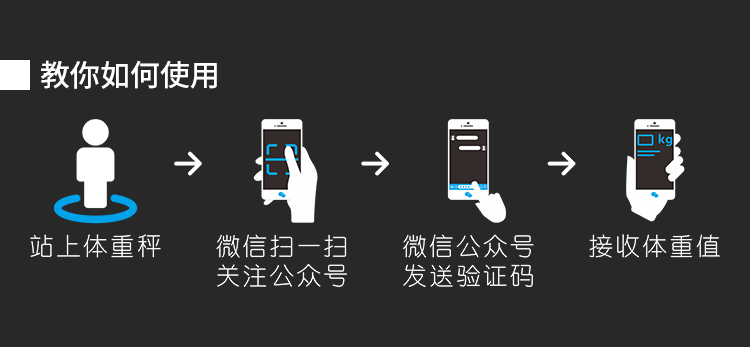 教你如何使用
kg
站上体重秤
微信扫一扫
关注公众号
微信公众号
发送验证码
接收体重值